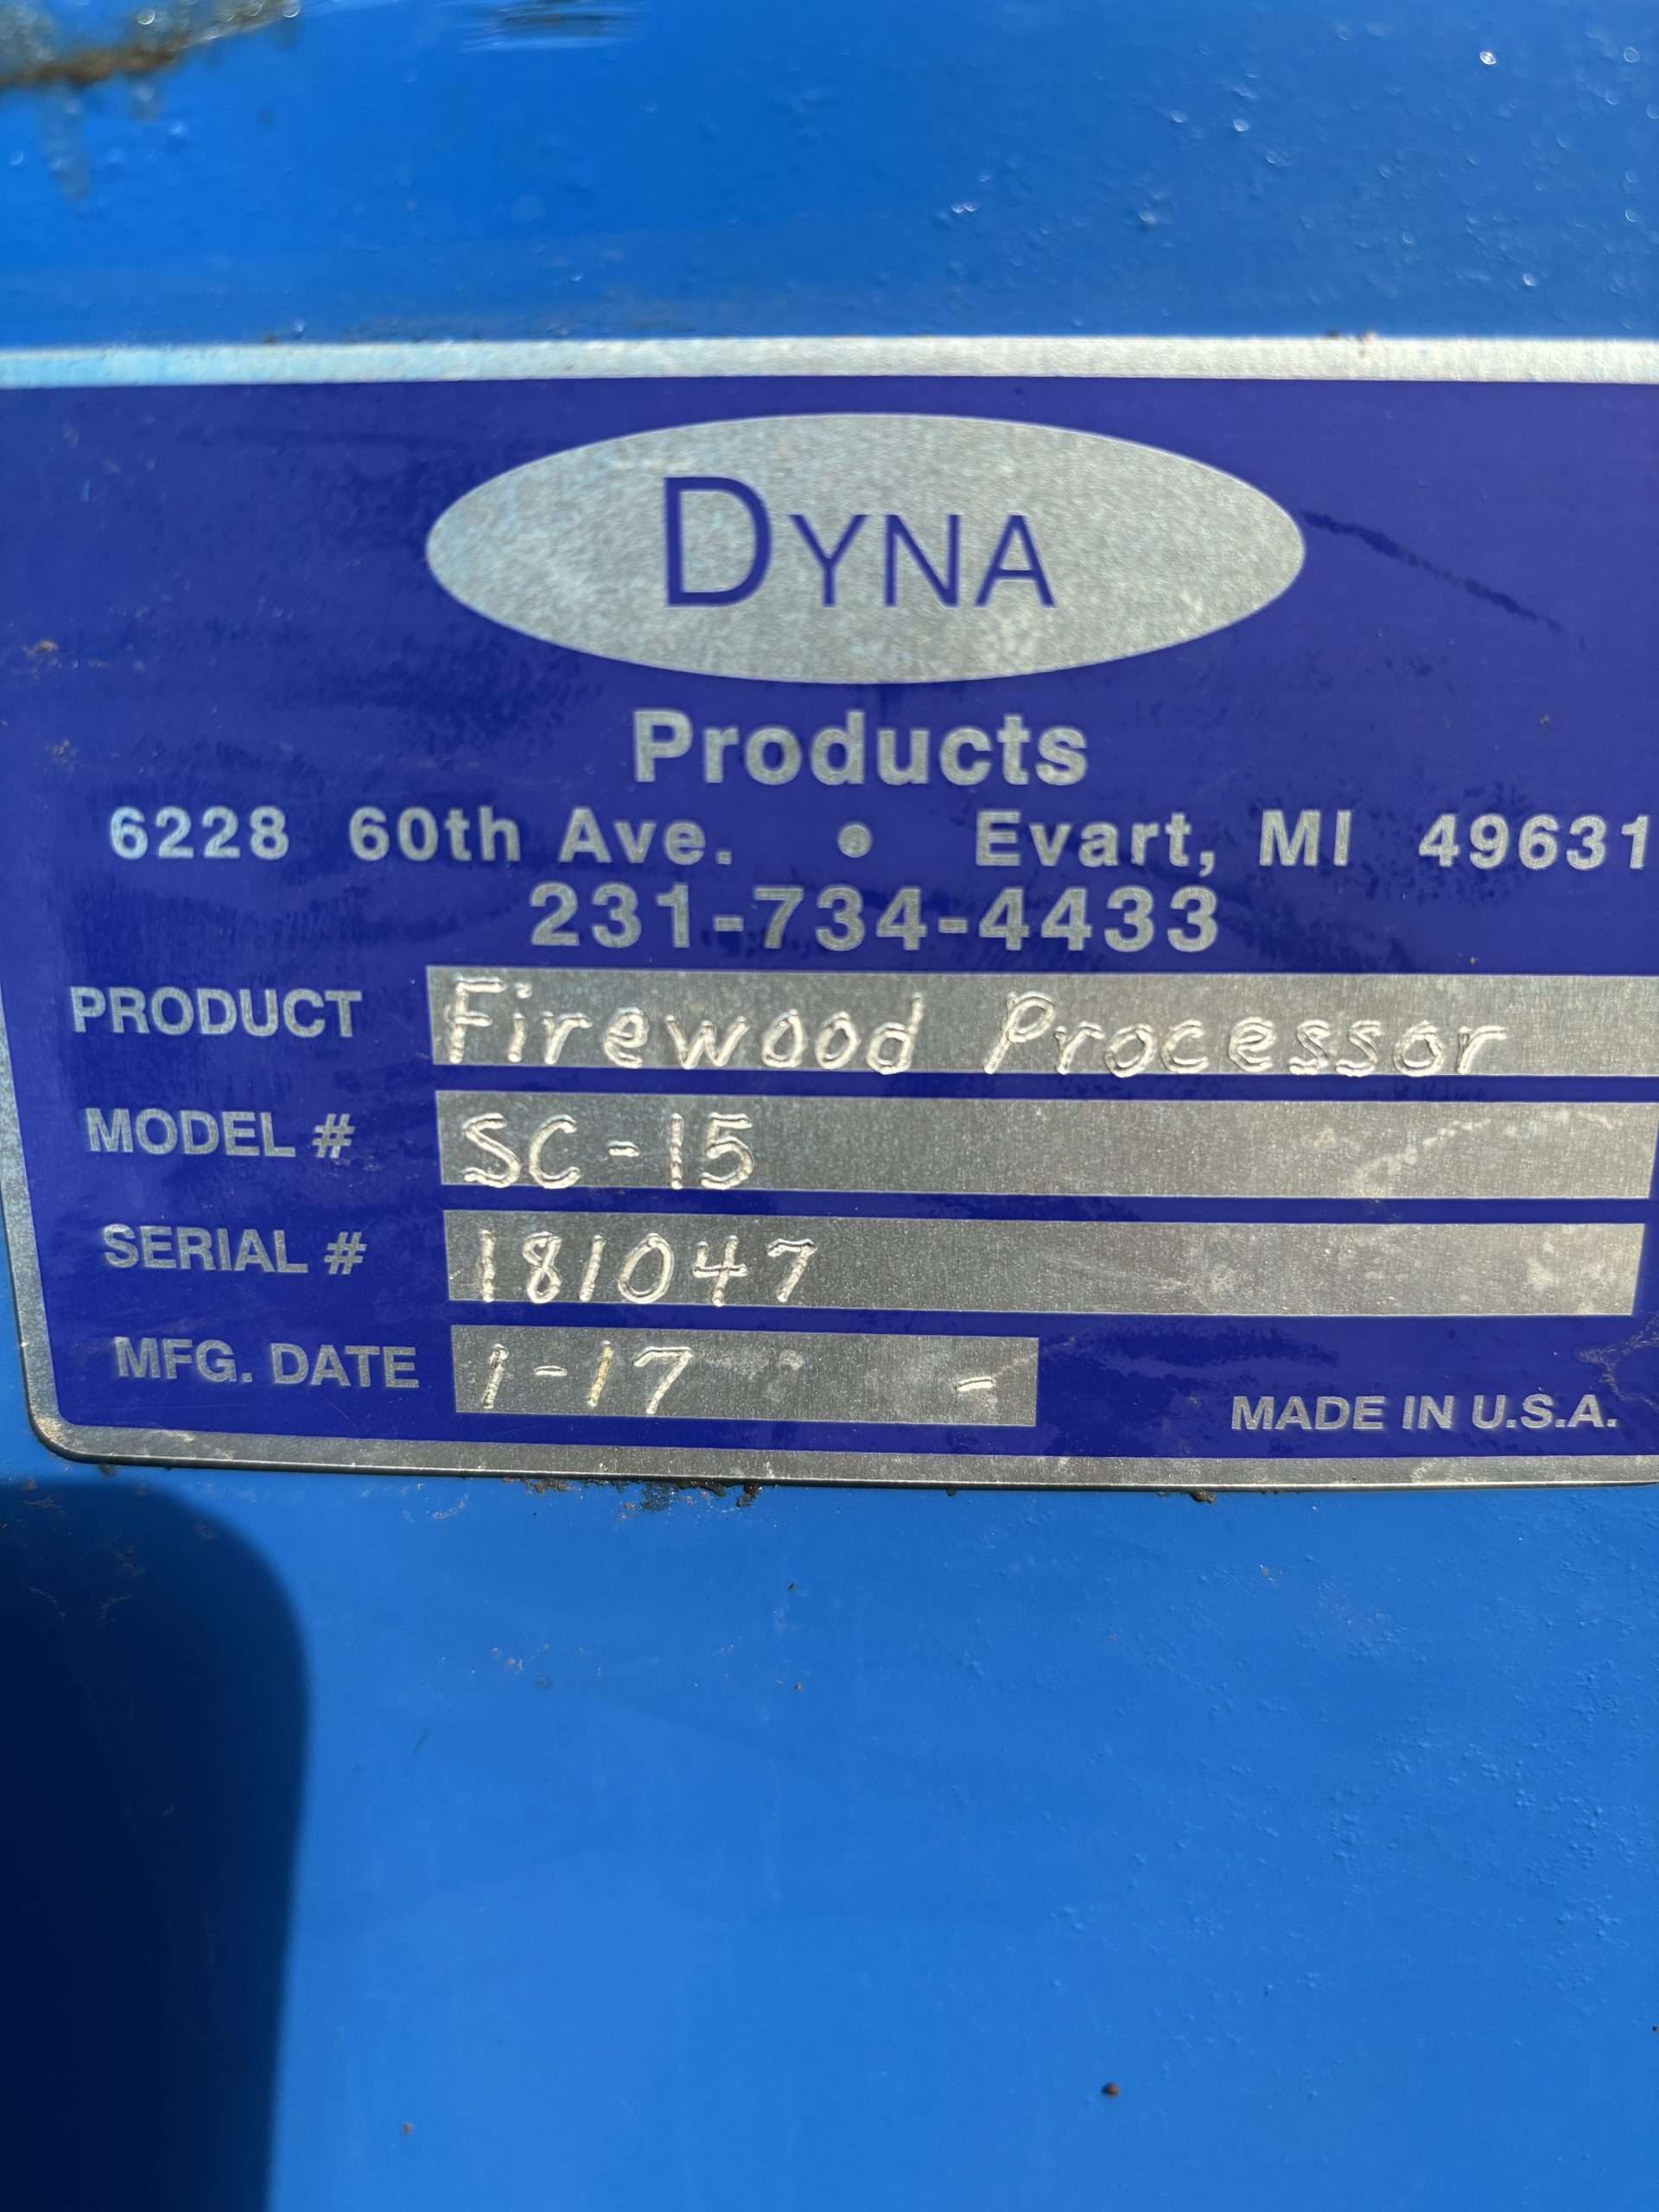 DYNA
Products
6228 60th Ave. • Evart, MI 49631
231-734-4433
PRODUCT Firewood Processor
MODEL # SC-15
SERIAL # 181047
MFG. DATE 1-17 -
MADE IN U.S.A.